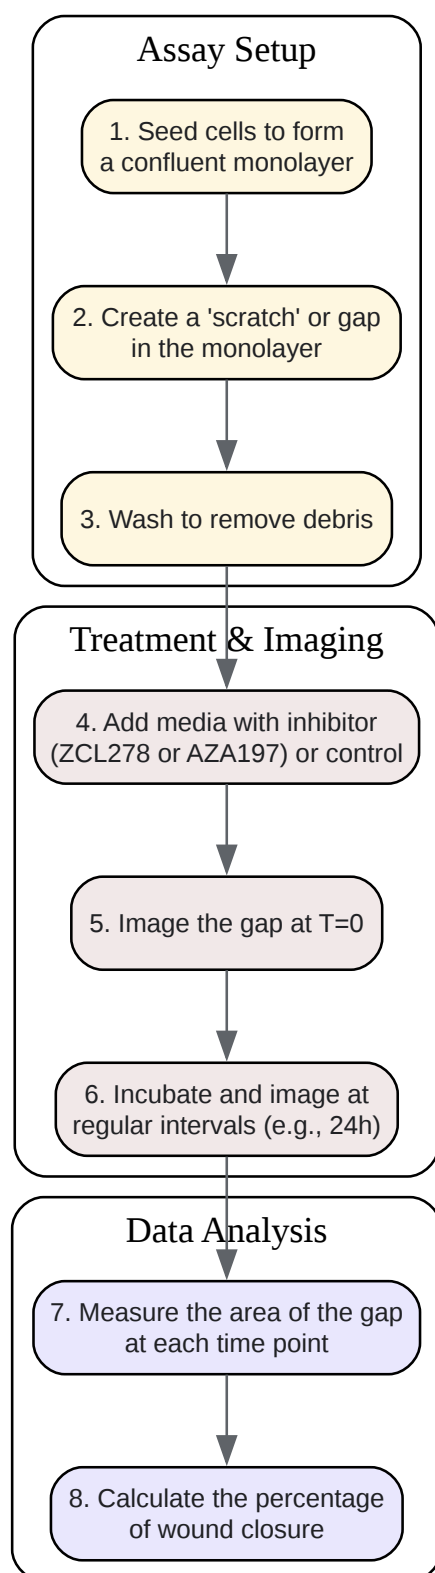 Assay Setup
1. Seed cells to form
a confluent monolayer
2. Create a 'scratch' or gap
in the monolayer
3. Wash to remove debris
Treatment & Imaging
4. Add media with inhibitor
(ZCL278 or AZA197) or control
5. Image the gap at T=0
6. Incubate and image at
regular intervals (e.g., 24h)
Data Analysis
7. Measure the area of the gap
at each time point
8. Calculate the percentage
of wound closure